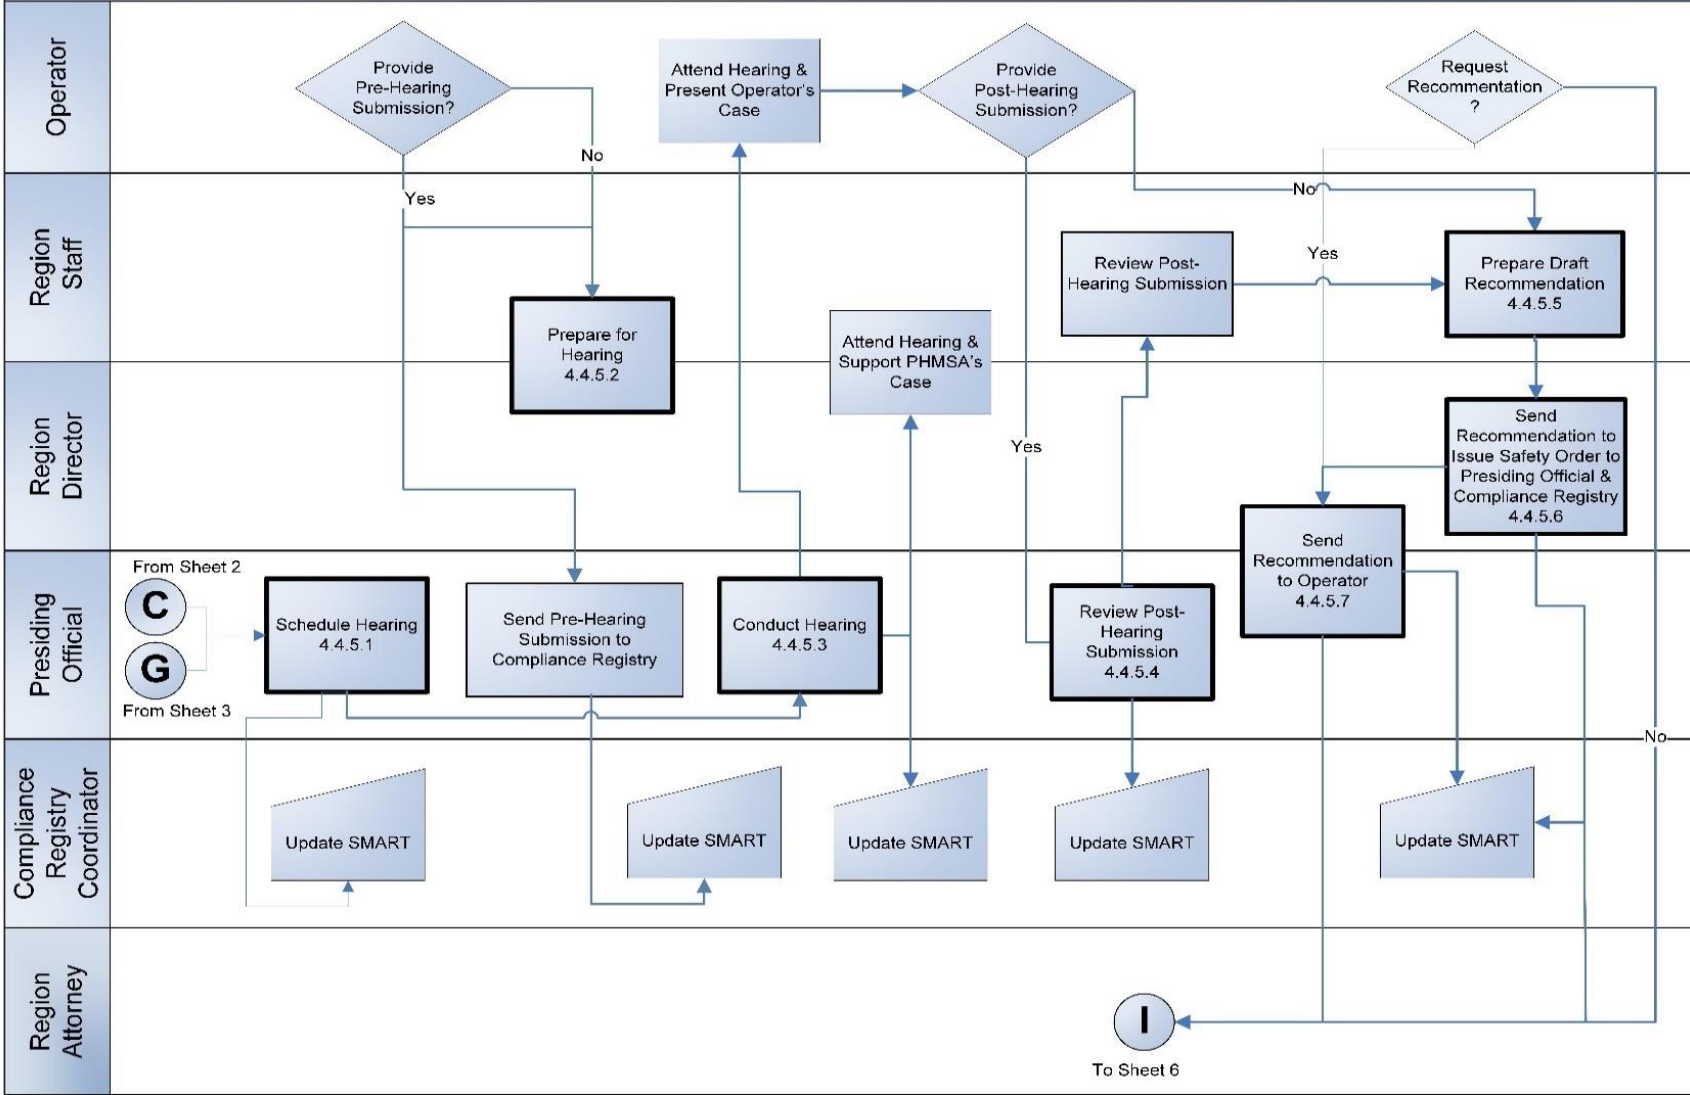 Operator
Provide
Pre-Hearing
Submission?
No
Yes
Attend Hearing &
Present Operator's
Case
Provide
Post-Hearing
Submission?
Request
Recommentation
?
Region
Staff
No
Yes
Review Post-
Hearing Submission
Prepare Draft
Recommendation
4.4.5.5
Prepare for
Hearing
4.4.5.2
Attend Hearing &
Support PHMSA's
Case
Region
Director
Yes
Send
Recommendation to
Issue Safety Order to
Presiding Official &
Compliance Registry
4.4.5.6
Presiding
Official
From Sheet 2
C
G
From Sheet 3
Schedule Hearing
4.4.5.1
Send Pre-Hearing
Submission to
Compliance Registry
Conduct Hearing
4.4.5.3
Review Post-
Hearing
Submission
4.4.5.4
Send
Recommendation
to Operator
4.4.5.7
No
Compliance
Registry
Coordinator
Update SMART
Update SMART
Update SMART
Update SMART
Update SMART
Region
Attorney
I
To Sheet 6